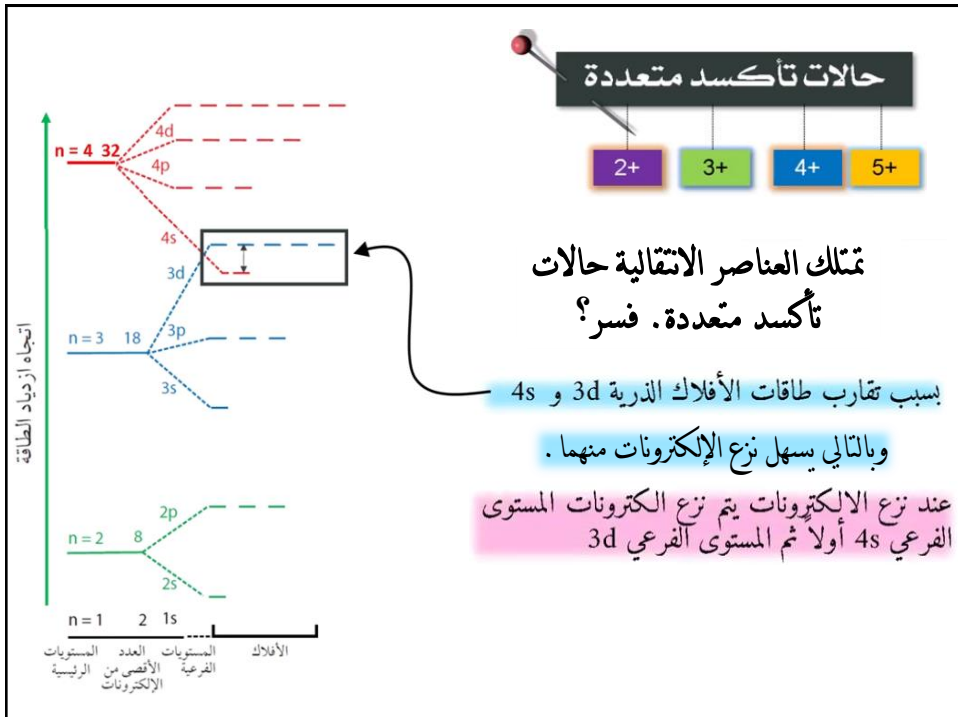 حالات تأكسد متعددة
2+ 3+ 4+ 5+
تمتلك العناصر الانتقالية حالات
تأكسد متعددة. فسر؟
بسبب تقارب طاقات الأفلاك الذرية 3d و 4s
وبالتالي يسهل نزع الإلكترونات منهما .
عند نزع الالكترونات يتم نزع الكترونات المستوى
الفرعي 4s أولاً ثم المستوى الفرعي 3d
اتجاه ازدياد الطاقة
4d
n = 4 32
4p
4s
3d
n = 3 18
3p
3s
2p
n = 2 8
2s
n = 1 2 1s
المستويات الرئيسية
العدد الأقصى من الإلكترونات
المستويات الفرعية
الأفلاك